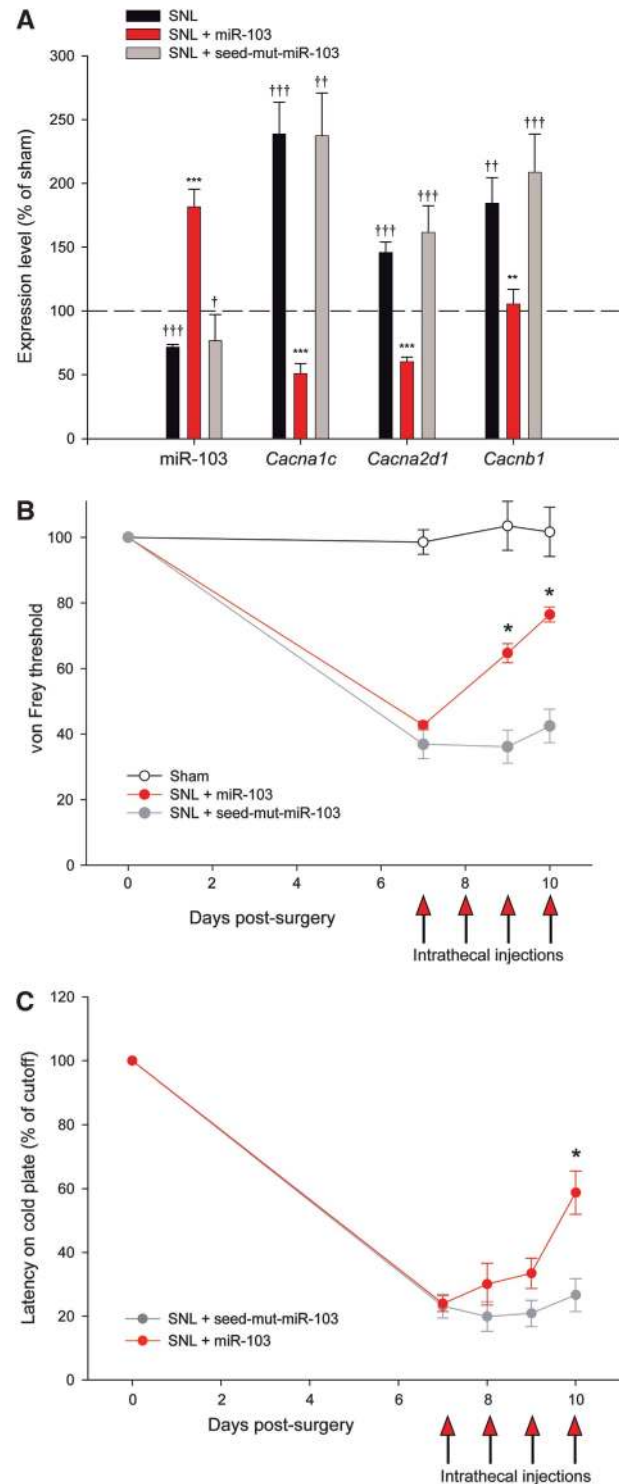 A
SNL
SNL + miR-103
SNL + seed-mut-miR-103
Expression level (% of sham)
300
250
200
150
100
50
0
†††
***
†
†††
***
††
†††
***
†††
††
**
†††
miR-103 Cacna1c Cacna2d1 Cacnb1
B
von Frey threshold
100
80
60
40
20
0
* *
Sham
SNL + miR-103
SNL + seed-mut-miR-103
0 2 4 6 8 10
Days post-surgery
Intrathecal injections
C
Latency on cold plate (% of cutoff)
120
100
80
60
40
20
0
*
SNL + seed-mut-miR-103
SNL + miR-103
0 2 4 6 8 10
Days post-surgery
Intrathecal injections